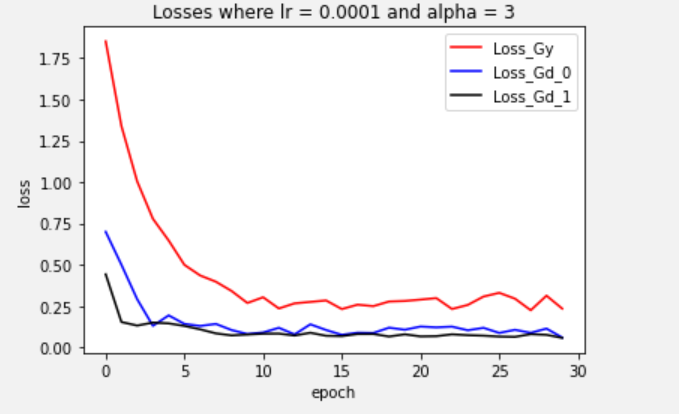 Losses where lr = 0.0001 and alpha = 3
Loss_Gy
Loss_Gd_0
Loss_Gd_1
1.75
1.50
1.25
1.00
0.75
0.50
0.25
0.00
loss
0 5 10 15 20 25 30
epoch